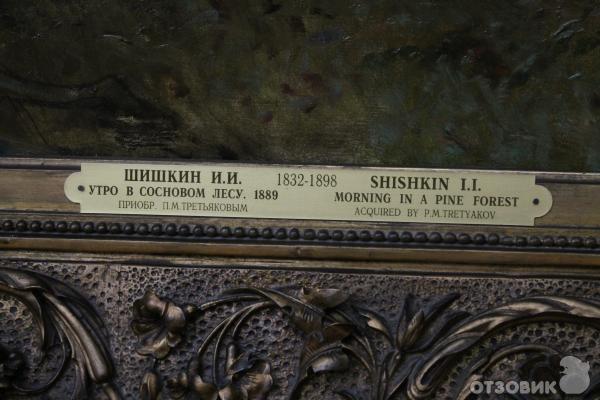 ШИШКИН И.И.
УТРО В СОСНОВОМ ЛЕСУ. 1889
ПРИОБР. П.М.ТРЕТЬЯКОВЫМ
1832-1898
SHISHKIN I.I.
MORNING IN A PINE FOREST
ACQUIRED BY P.M.TRETYAKOV
ОТЗОВИК